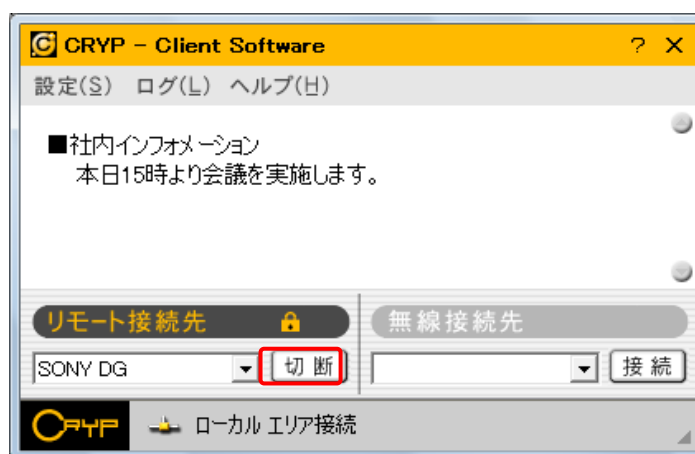 CRYP - Client Software ? ×
設定(S) ログ(L) ヘルプ(H)
■社内インフォメーション
本日15時より会議を実施します。
リモート接続先 無線接続先
SONY DG 切断 接続
CRYP ローカル エリア接続